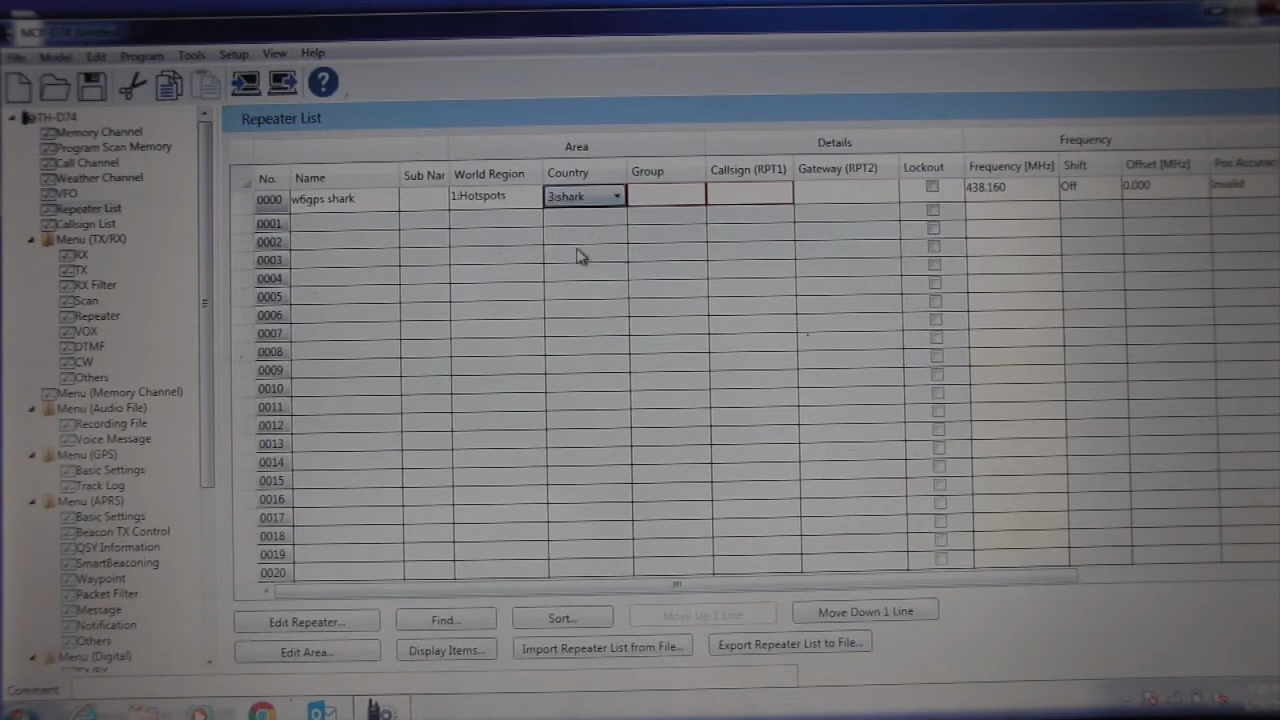 MCP-D74
File Model Edit Program Tools Setup View Help
TH-D74
Memory Channel
Program Scan Memory
Call Channel
Weather Channel
VFO
Repeater List
Callsign List
Menu (TX/RX)
RX
TX
RX Filter
Scan
Repeater
VOX
DTMF
CW
Others
Menu (Memory Channel)
Menu (Audio File)
Recording File
Voice Message
Menu (GPS)
Basic Settings
Track Log
Menu (APRS)
Basic Settings
Beacon TX Control
QSY Information
SmartBeaconing
Waypoint
Packet Filter
Message
Notification
Others
Menu (Digital)
Repeater List
Area Details Frequency
No. Name Sub Nar World Region Country Group Callsign (RPT1) Gateway (RPT2) Lockout Frequency [MHz] Shift Offset [MHz] Pos Accurac
0000 w6gps shark 1:Hotspots 3:shark 438.160 Off 0.000 Invalid
0001
0002
0003
0004
0005
0006
0007
0008
0009
0010
0011
0012
0013
0014
0015
0016
0017
0018
0019
0020
Edit Repeater... Find... Sort... Move Up 1 Line Move Down 1 Line
Edit Area... Display Items... Import Repeater List from File... Export Repeater List to File...
Comment